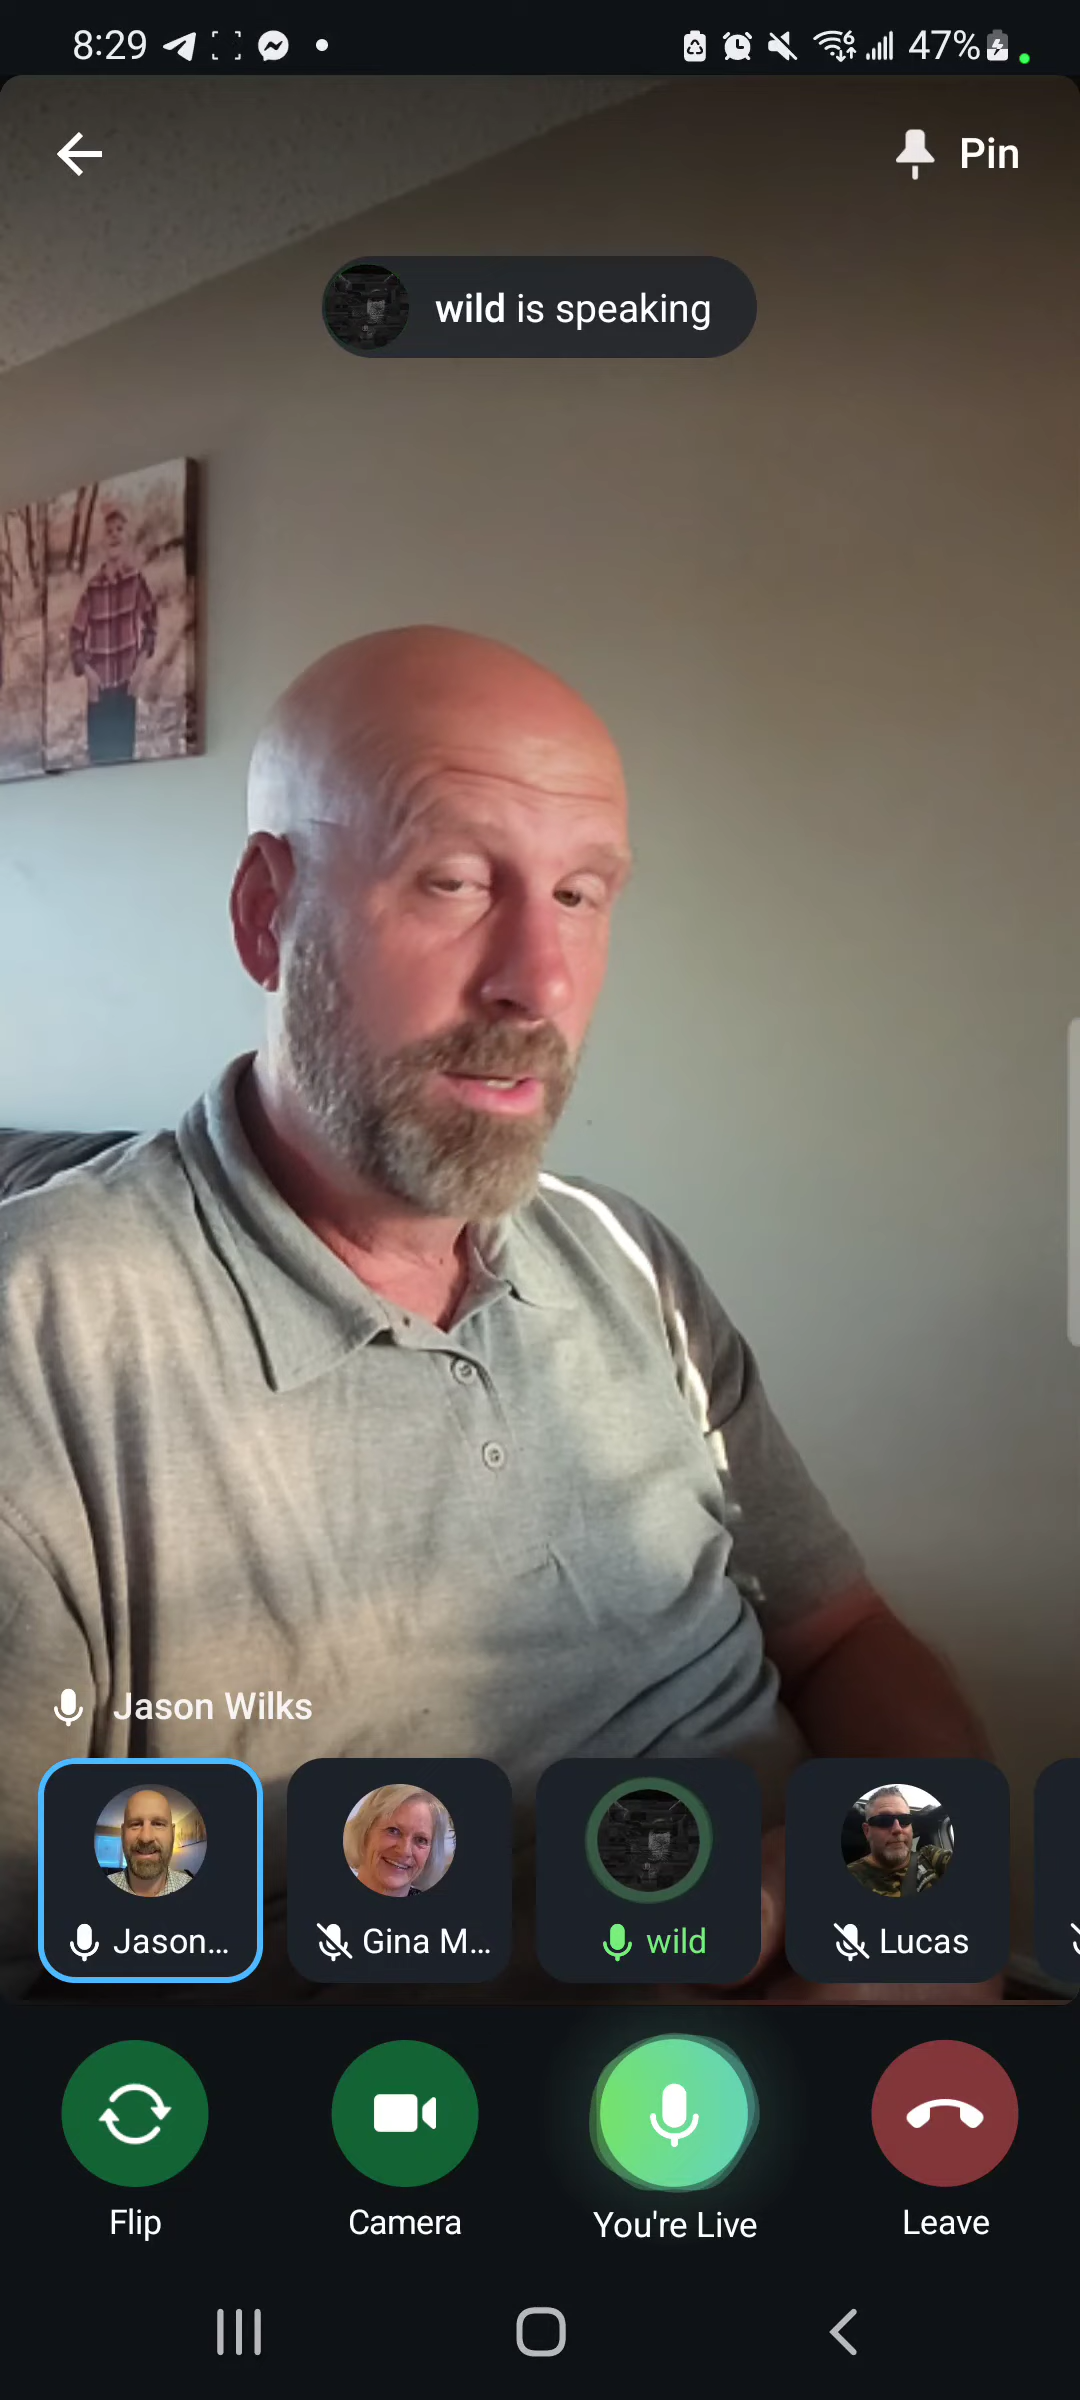 8:29
47%
Pin
wild is speaking
Jason Wilks
Jason...
Gina M...
wild
Lucas
Flip
Camera
You're Live
Leave